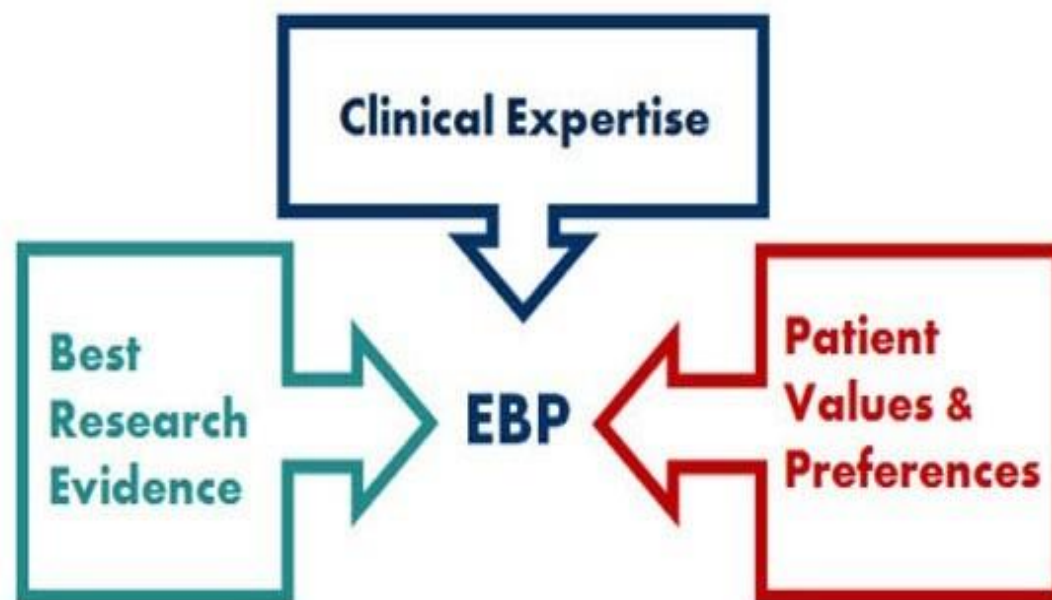 Clinical Expertise
Best
Research
Evidence
EBP
Patient
Values &
Preferences